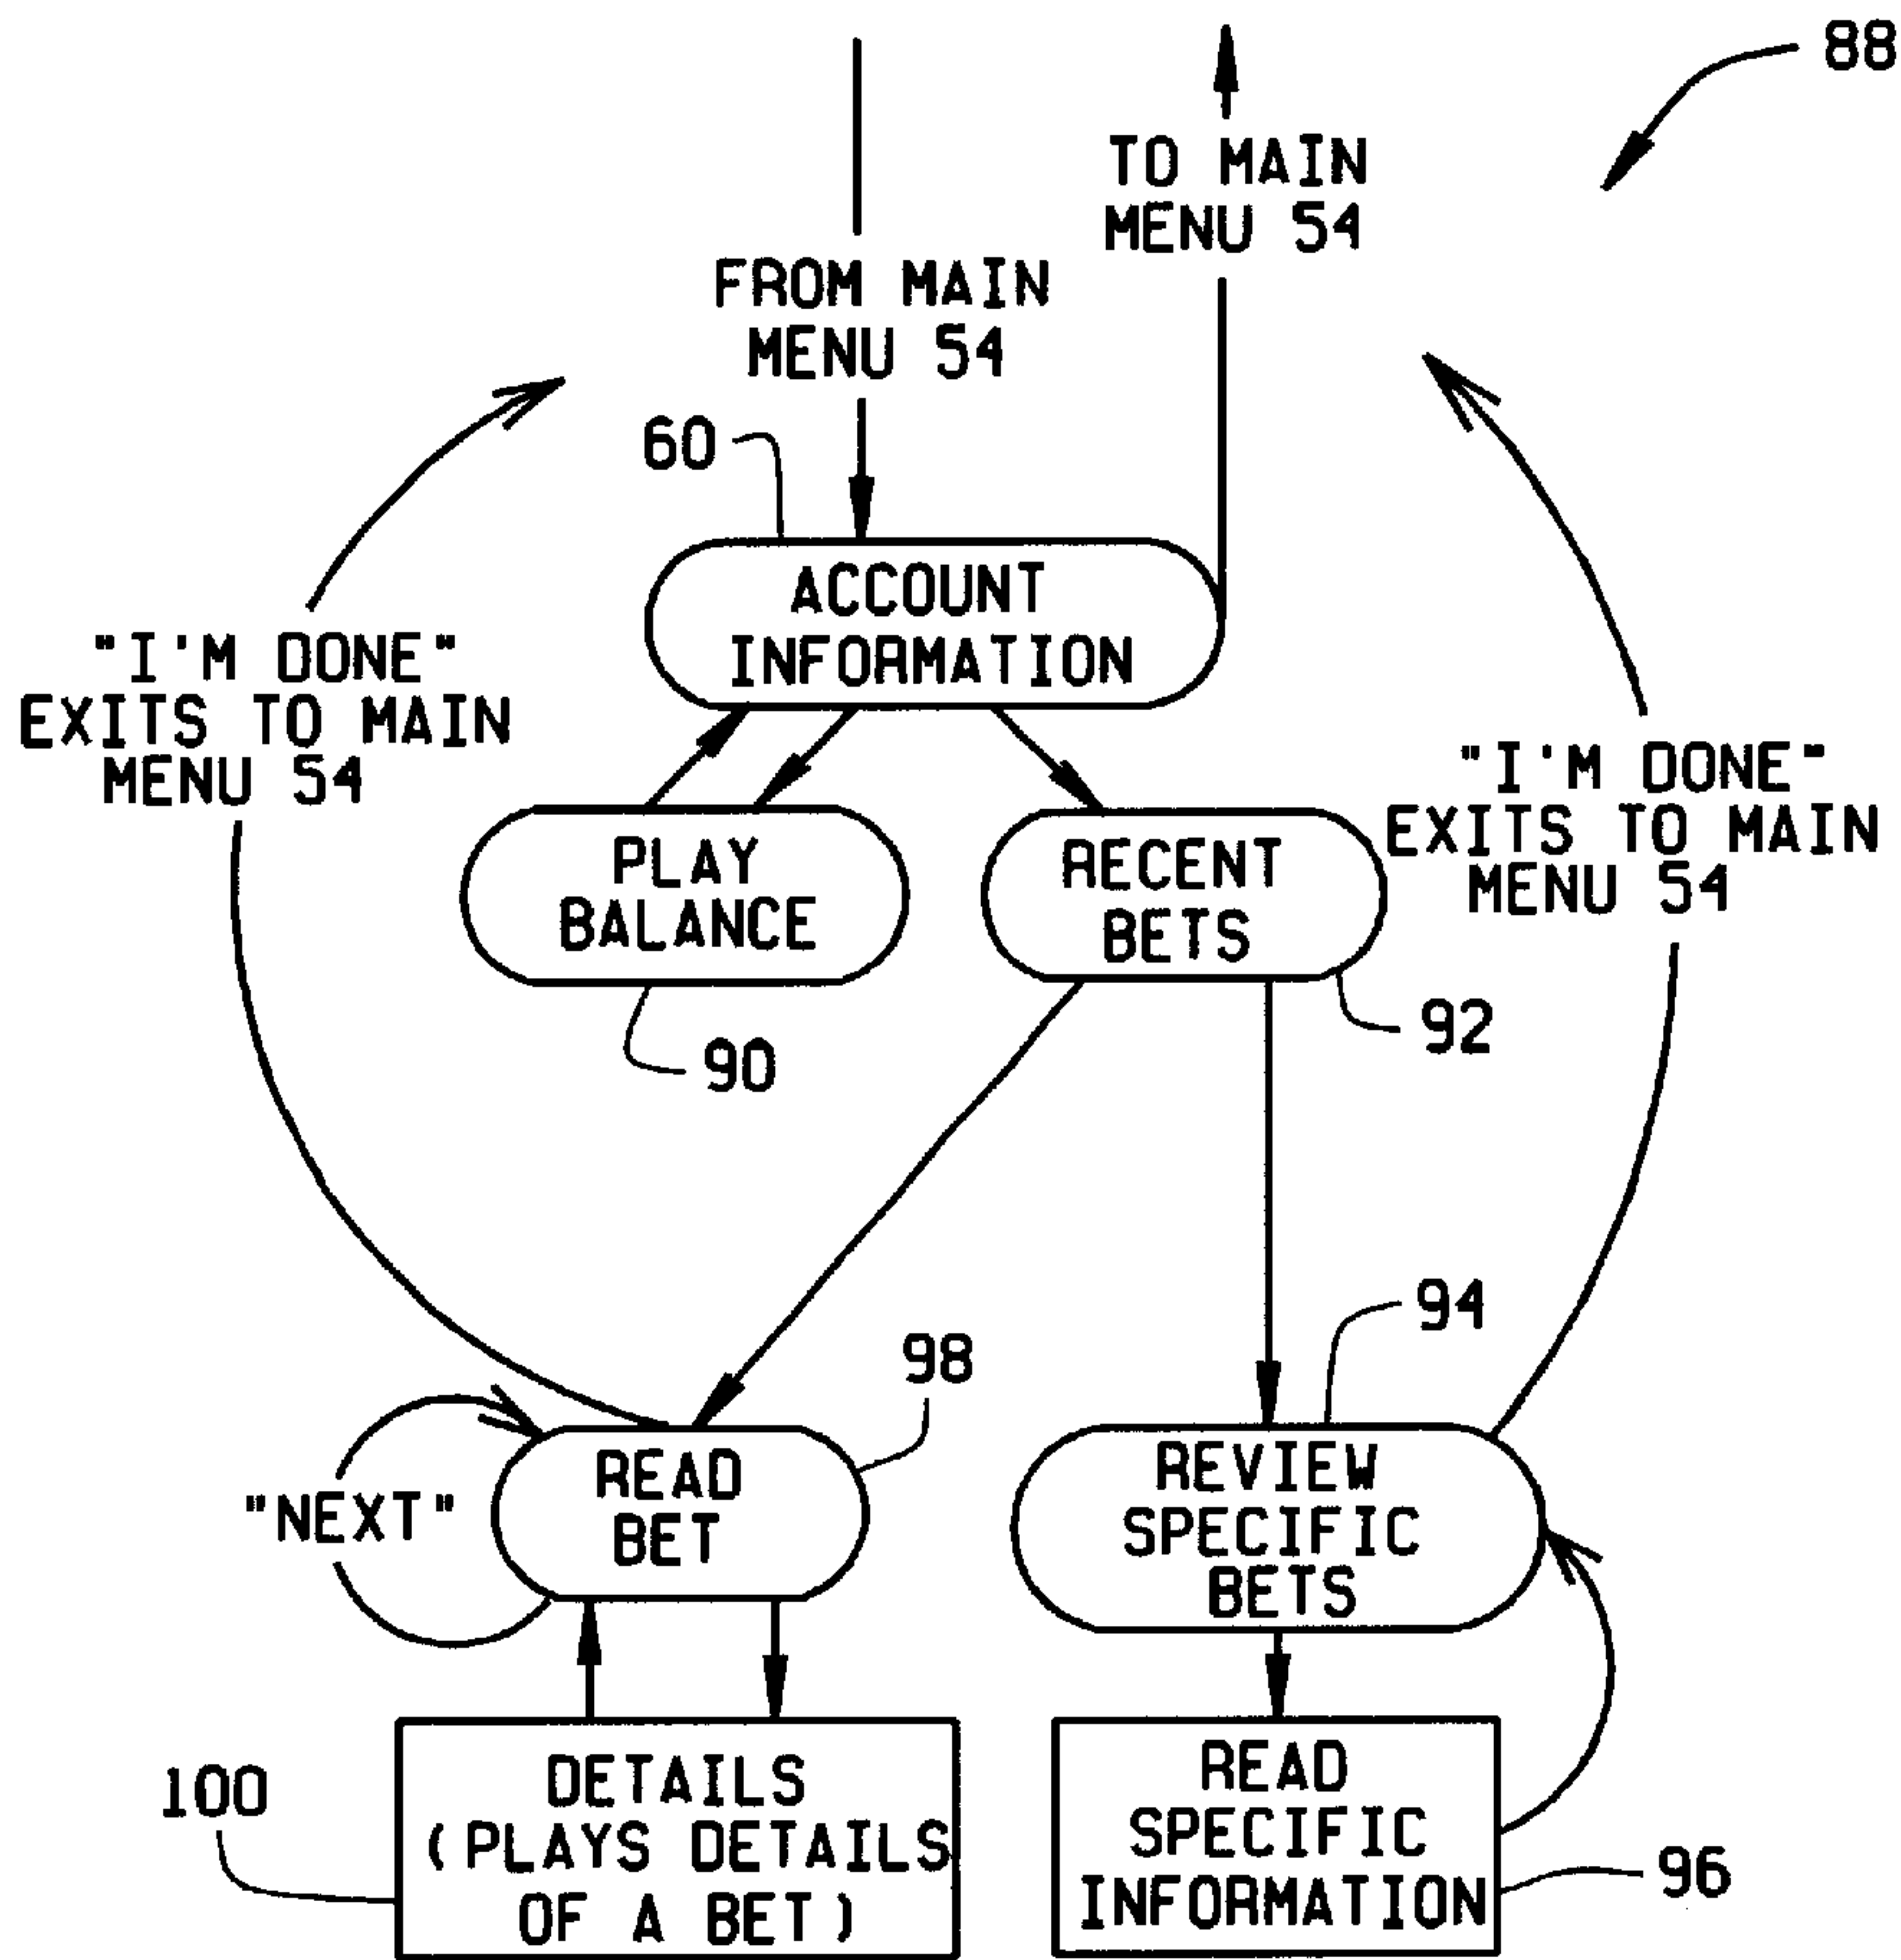 88
TO MAIN
MENU 54
FROM MAIN
MENU 54
60
ACCOUNT
INFORMATION
"I'M DONE"
EXITS TO MAIN
MENU 54
"I'M DONE"
EXITS TO MAIN
MENU 54
PLAY
BALANCE
RECENT
BETS
90
92
94
98
READ
BET
"NEXT"
REVIEW
SPECIFIC
BETS
100
DETAILS
(PLAYS DETAILS
OF A BET)
READ
SPECIFIC
INFORMATION
96